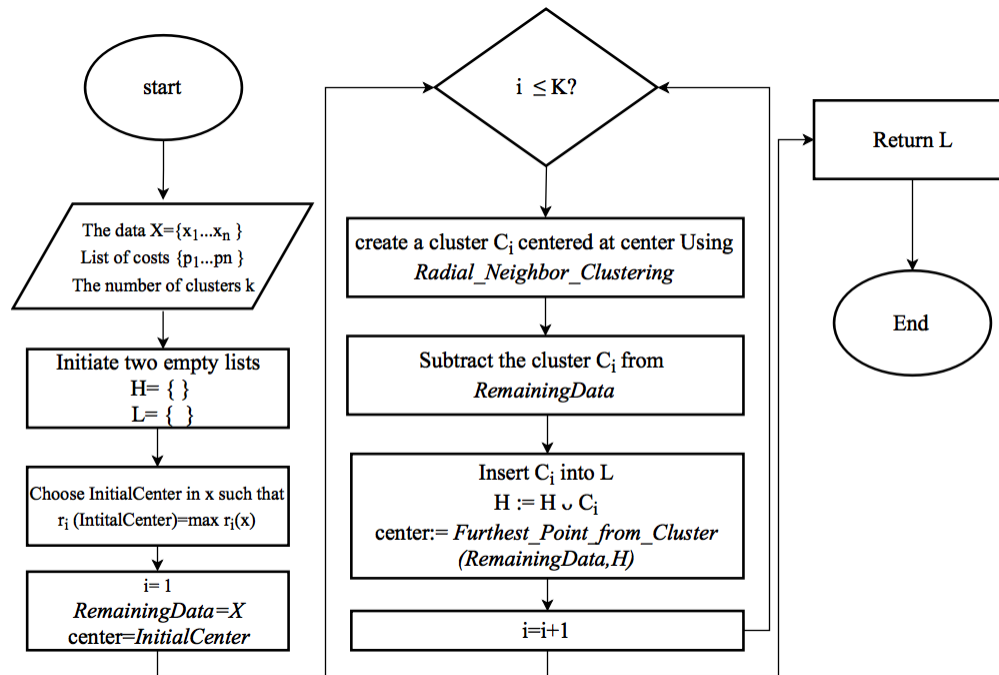 start
The data X={x₁...xₙ }
List of costs {p₁...pn }
The number of clusters k
Initiate two empty lists
H= { }
L= { }
Choose InitialCenter in x such that
rᵢ (IntitalCenter)=max rᵢ(x)
i= 1
RemainingData=X
center=InitialCenter
i ≤K?
create a cluster Cᵢ centered at center Using
Radial_Neighbor_Clustering
Subtract the cluster Cᵢ from
RemainingData
Insert Cᵢ into L
H := H ᴗ Cᵢ
center:= Furthest_Point_from_Cluster
(RemainingData,H)
i=i+1
Return L
End